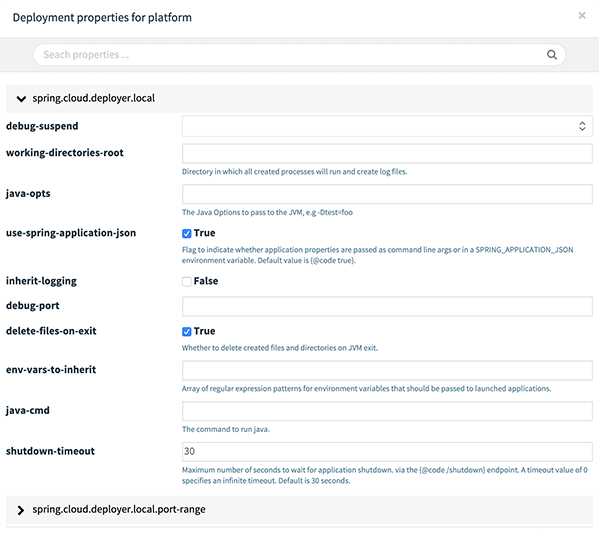 Deployment properties for platform
×
Seach properties ...
spring.cloud.deployer.local
debug-suspend
working-directories-root
Directory in which all created processes will run and create log files.
java-opts
The Java Options to pass to the JVM, e.g -Dtest=foo
use-spring-application-json
True
Flag to indicate whether application properties are passed as command line args or in a SPRING_APPLICATION_JSON
environment variable. Default value is {@code true}.
inherit-logging
False
debug-port
delete-files-on-exit
True
Whether to delete created files and directories on JVM exit.
env-vars-to-inherit
Array of regular expression patterns for environment variables that should be passed to launched applications.
java-cmd
The command to run java.
shutdown-timeout
30
Maximum number of seconds to wait for application shutdown. via the {@code /shutdown} endpoint. A timeout value of 0
specifies an infinite timeout. Default is 30 seconds.
spring.cloud.deployer.local.port-range